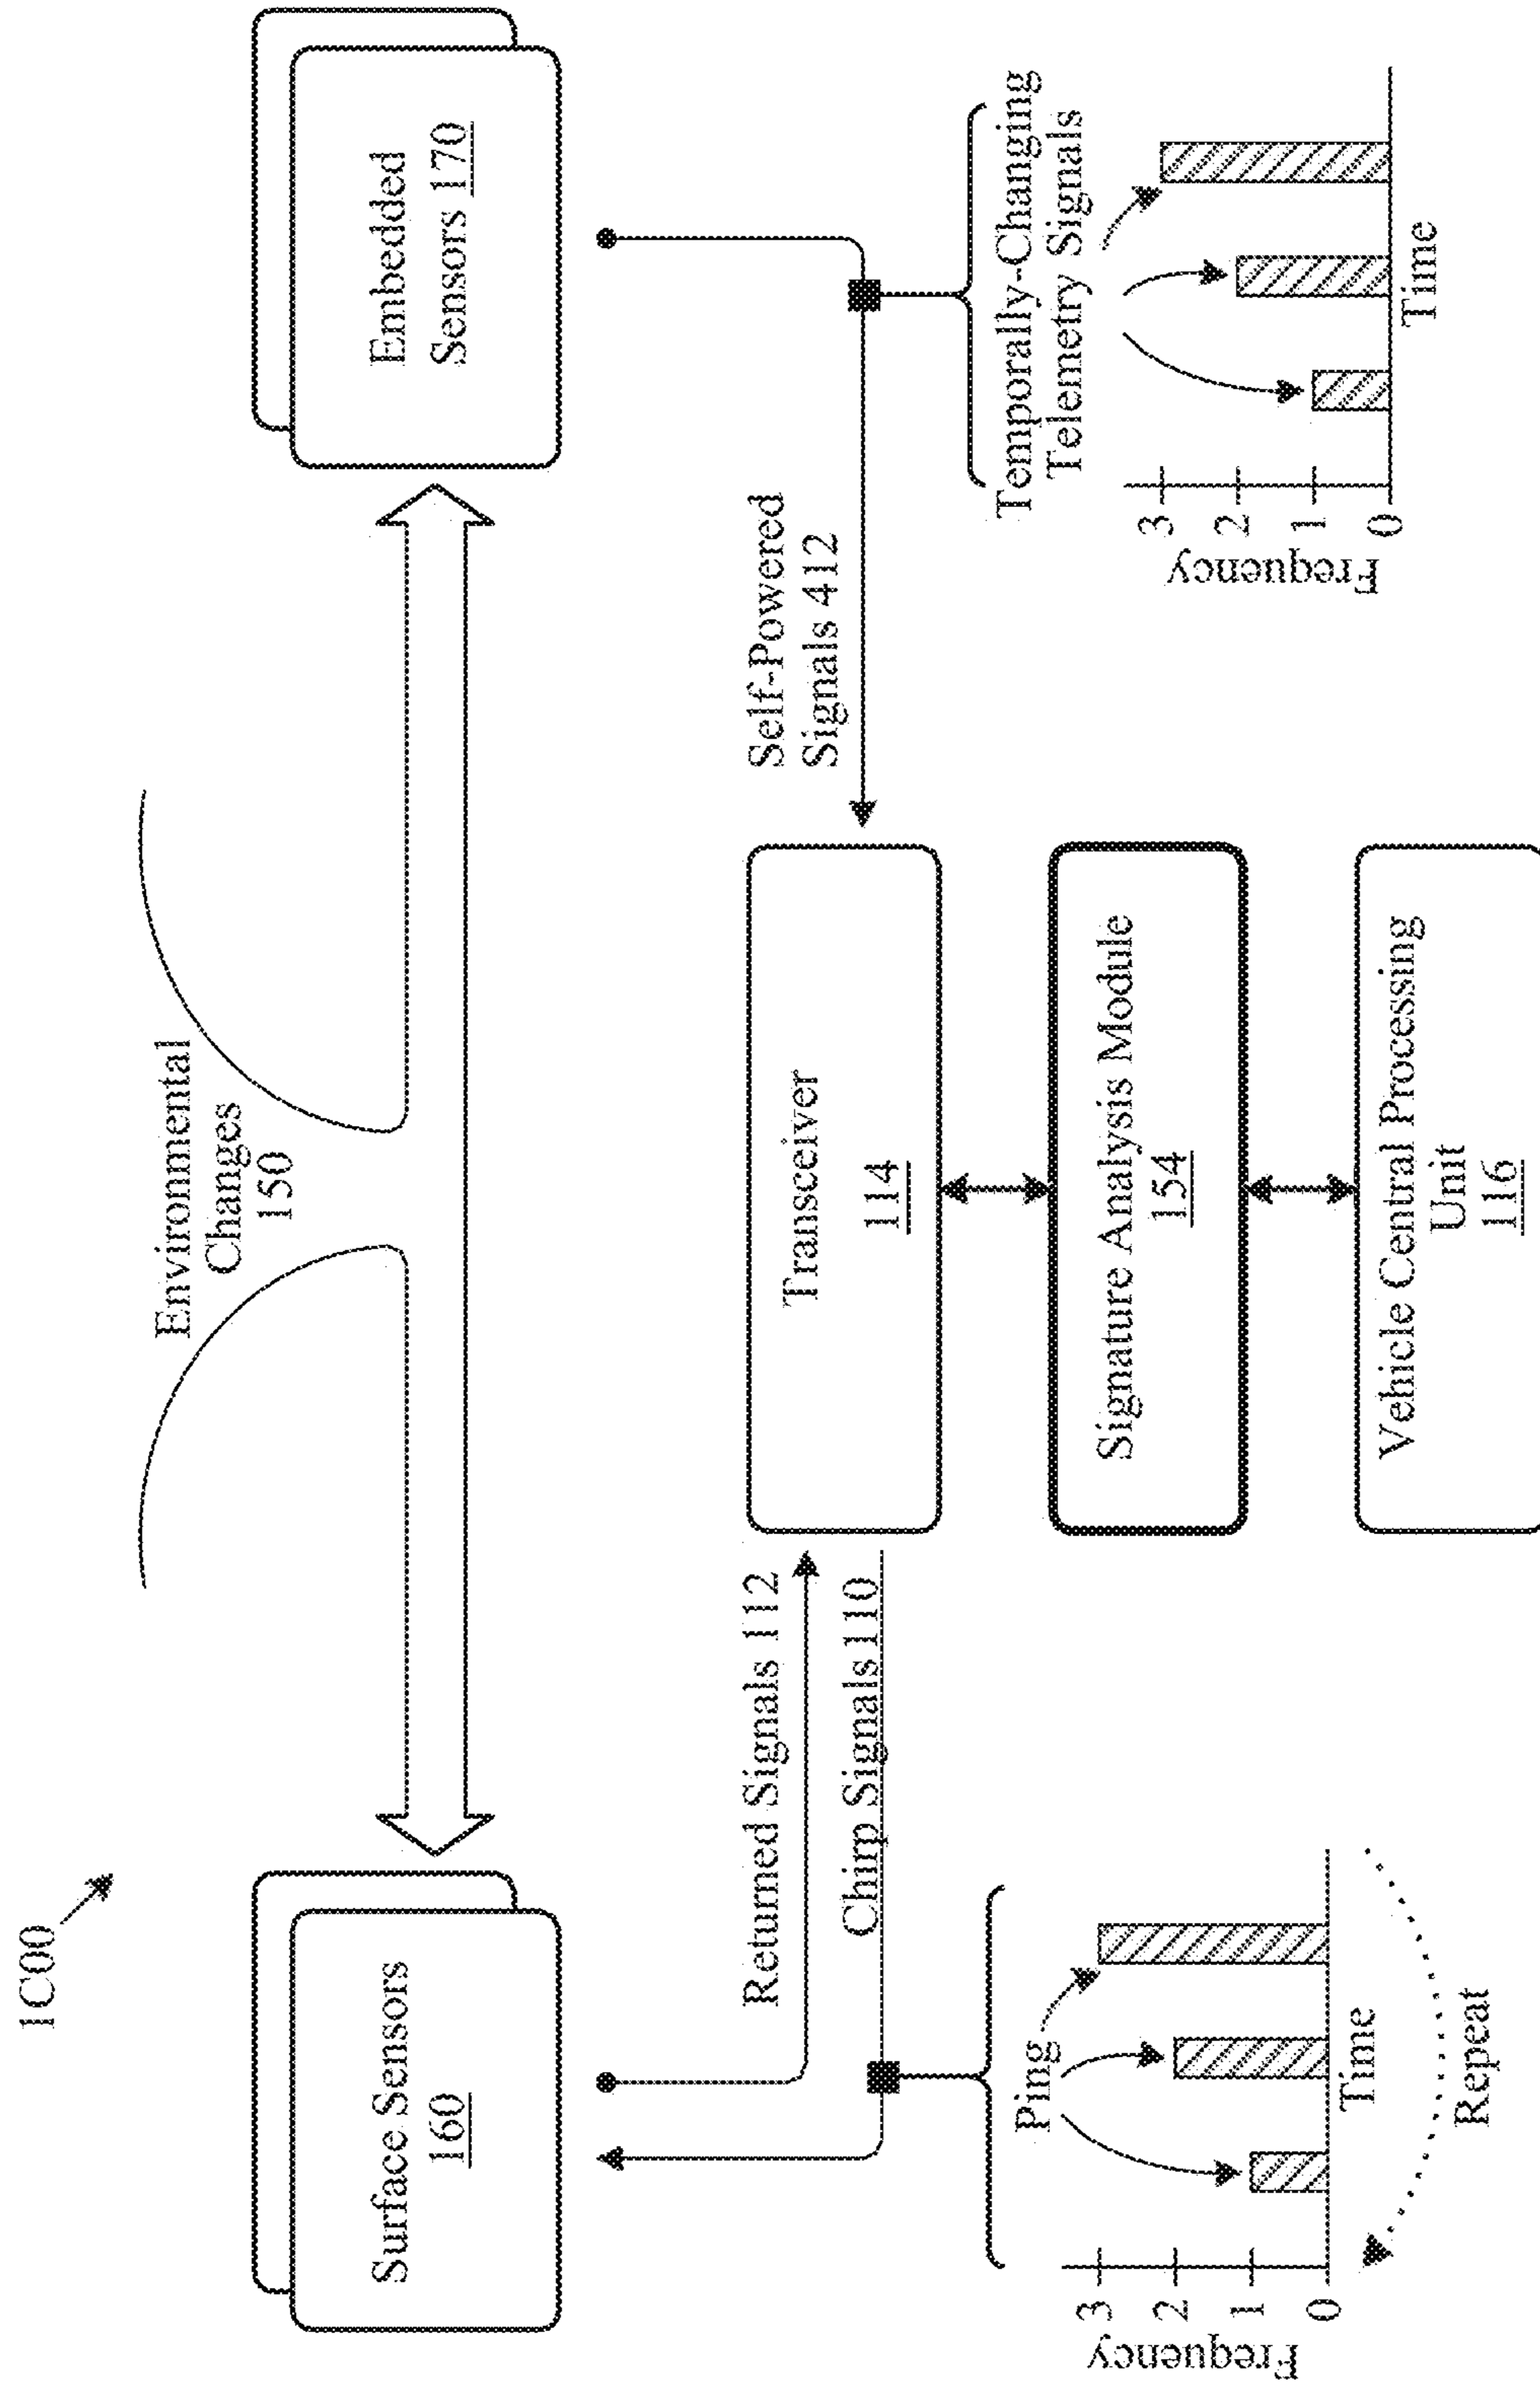 1C00
Environmental
Changes
150
Surface Sensors
160
Embedded
Sensors 170
Returned Signals 112
Chirp Signals 110
Transceiver
114
Self-Powered
Signals 412
Signature Analysis Module
154
Vehicle Central Processing
Unit
116
Ping
Frequency
3
2
1
0
Time
Repeat
Temporally-Changing
Telemetry Signals
Frequency
3
2
1
0
Time